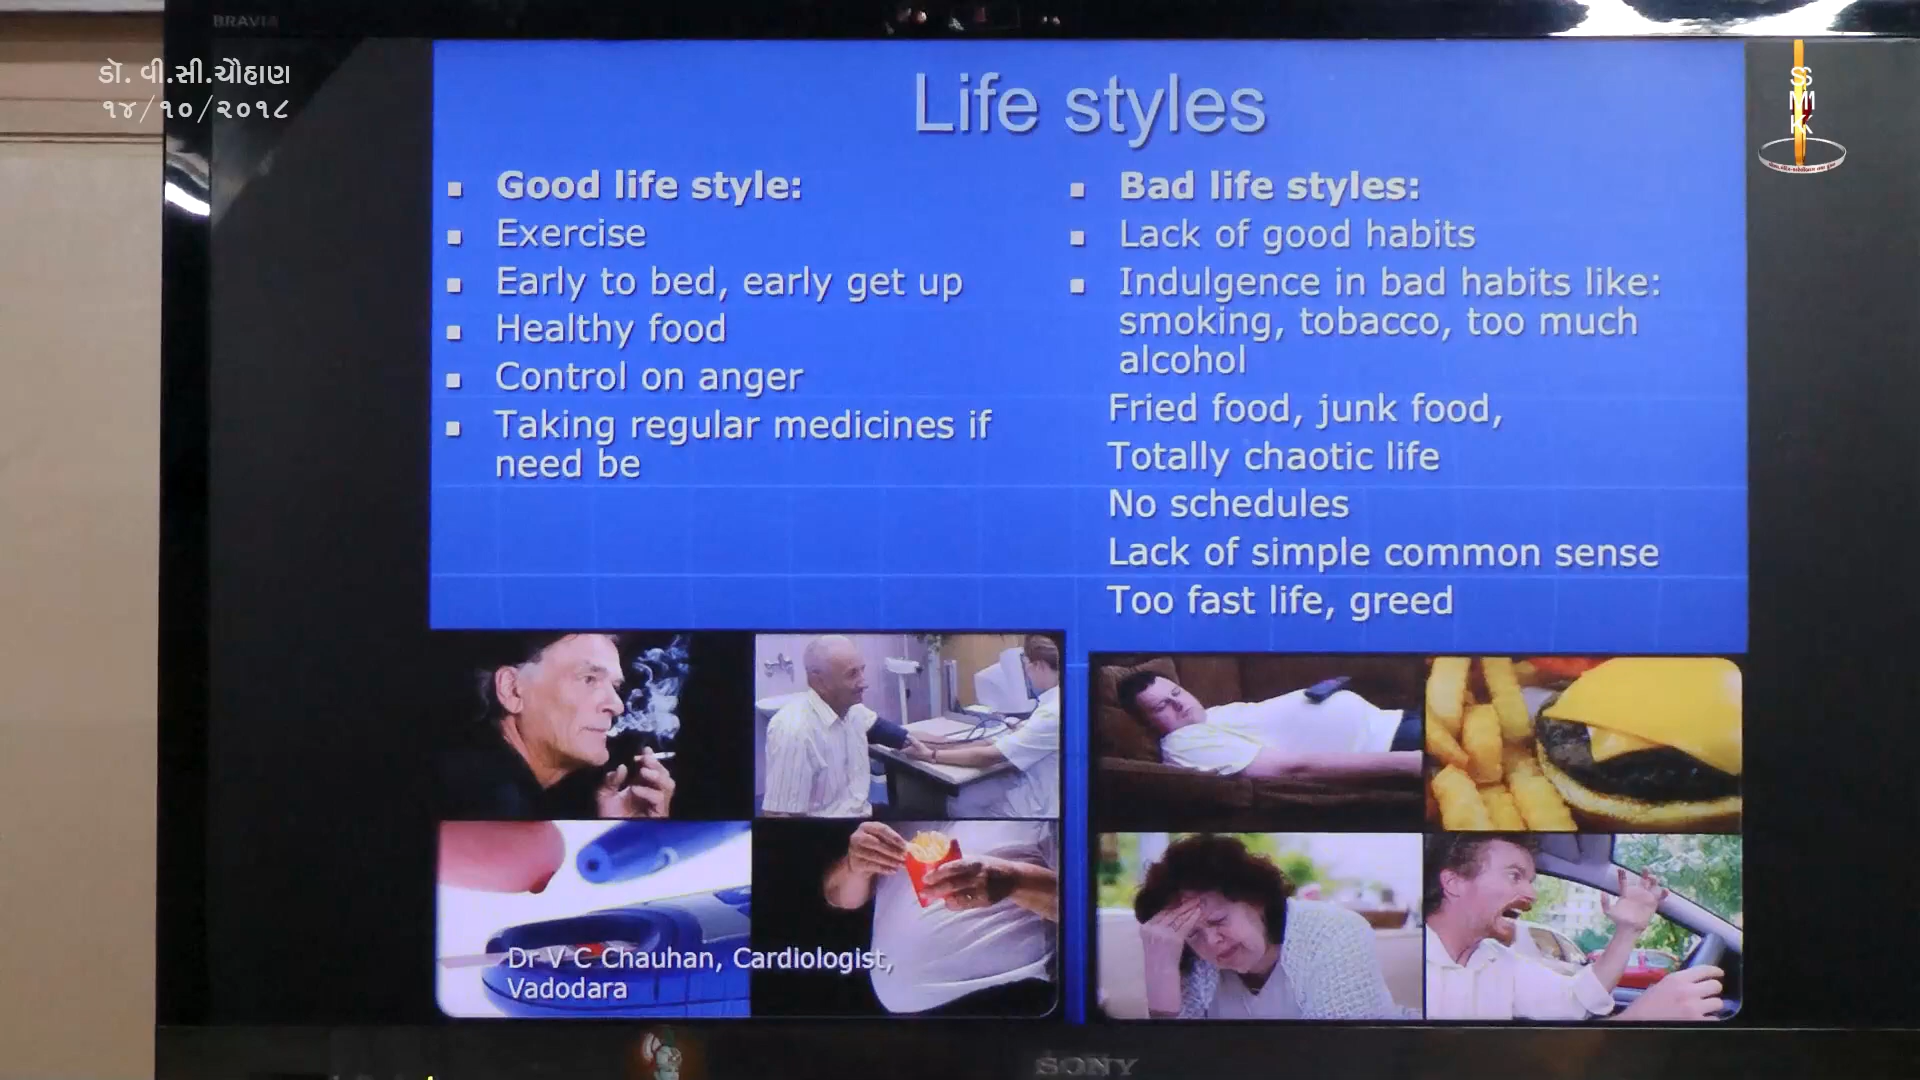 BRAVIA
ડૉ. વી.સી.ચૌહાણ
૧૪/૧૦/૨૦૧૮
Life styles
Good life style:
Exercise
Early to bed, early get up
Healthy food
Control on anger
Taking regular medicines if
need be
Bad life styles:
Lack of good habits
Indulgence in bad habits like:
smoking, tobacco, too much
alcohol
Fried food, junk food,
Totally chaotic life
No schedules
Lack of simple common sense
Too fast life, greed
Dr V C Chauhan, Cardiologist,
Vadodara
SONY